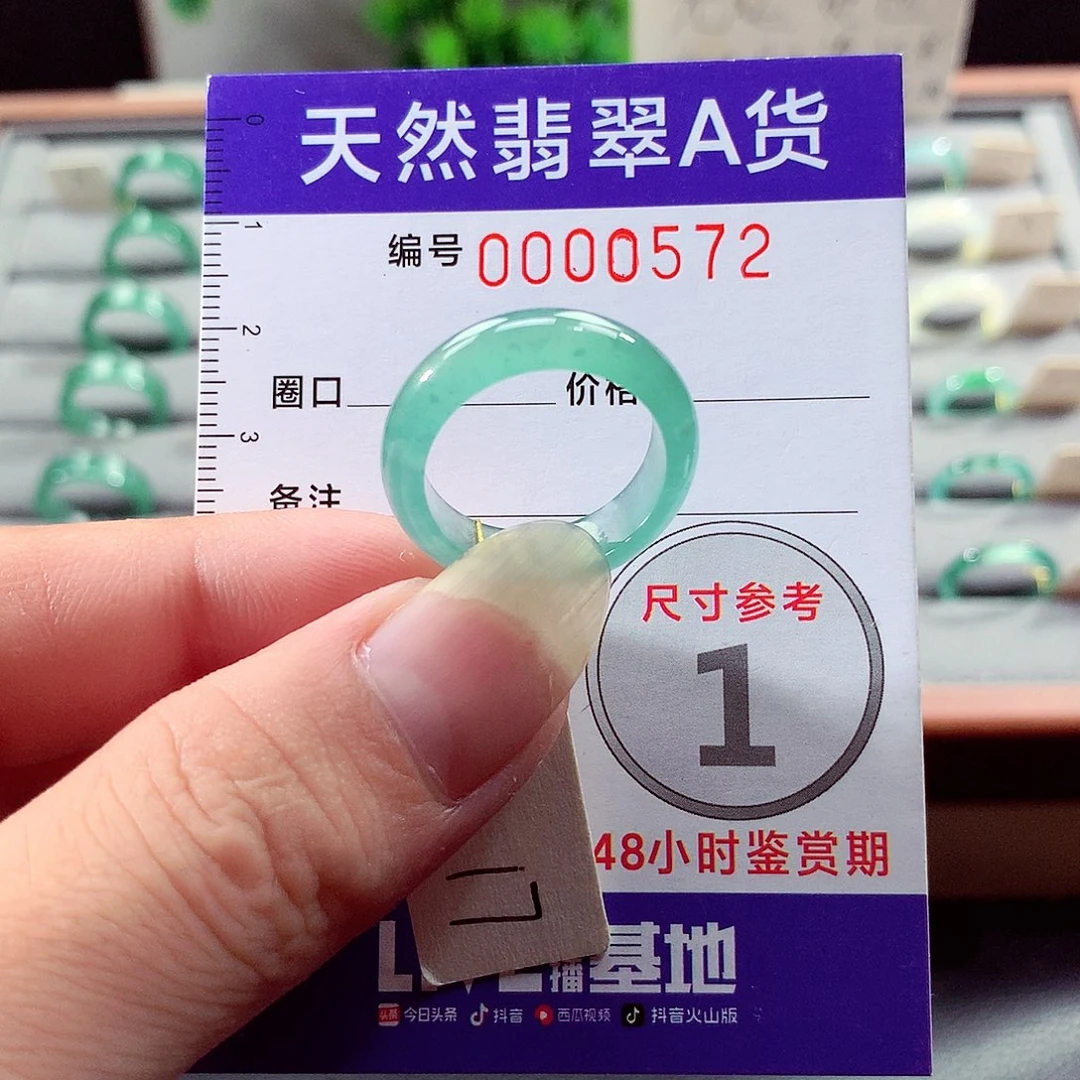 天然翡翠A货
编号 0000572
0
1
2
3
圈口 价格
备注
尺寸参考
1
48小时鉴赏期
播基地
今日头条 抖音 西瓜视频 抖音火山版